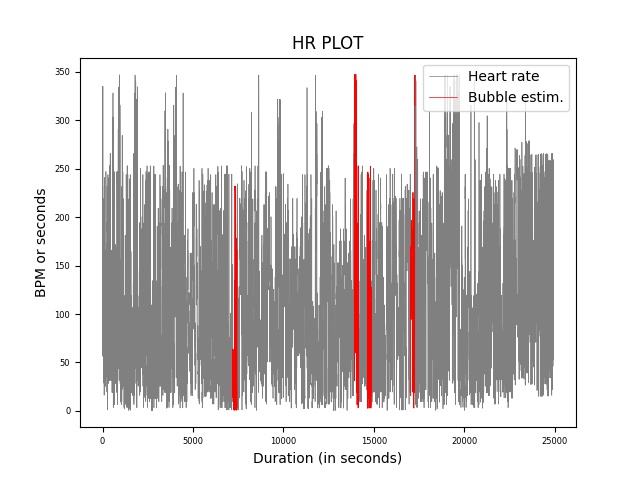 HR PLOT
Heart rate
Bubble estim.
350
300
250
200
150
100
50
0
BPM or seconds
0 5000 10000 15000 20000 25000
Duration (in seconds)